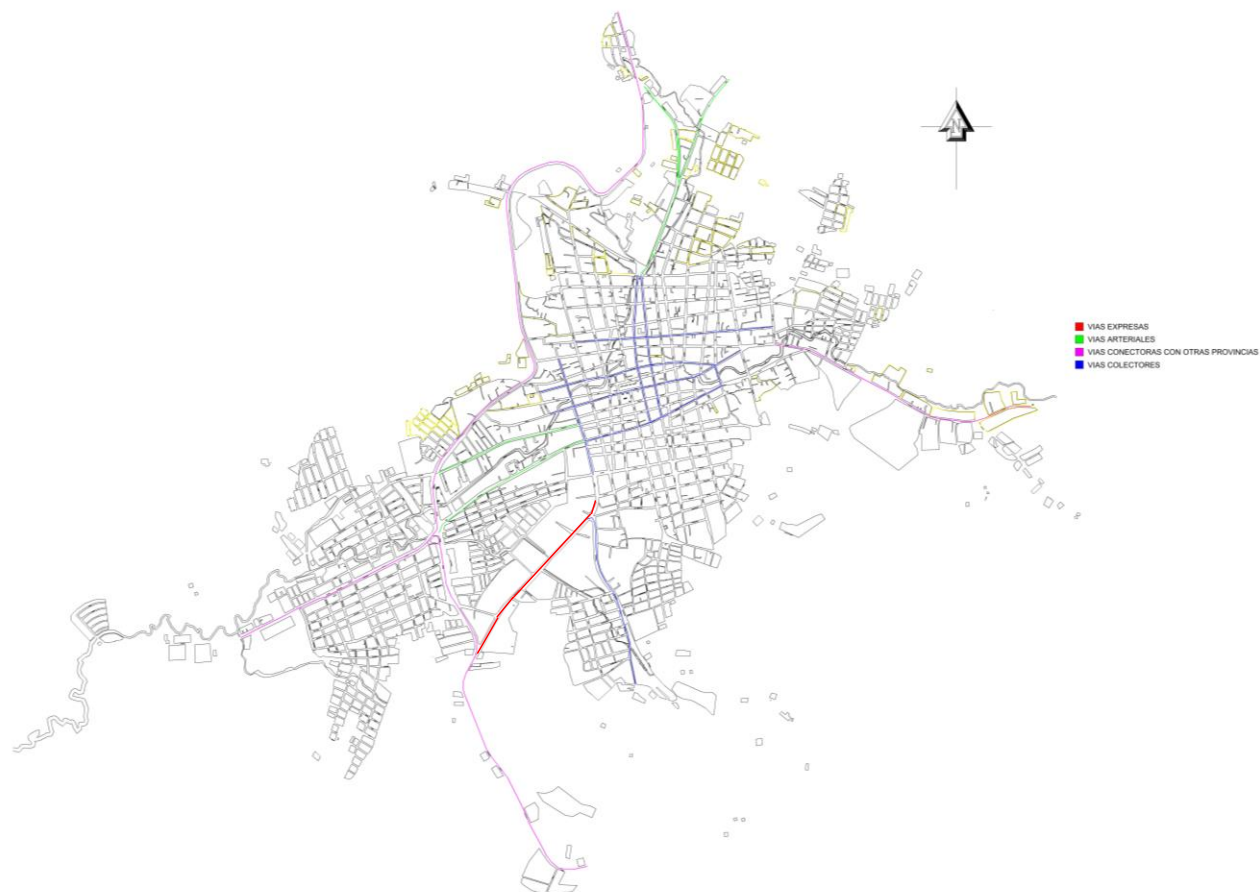 N
VIAS EXPRESAS
VIAS ARTERIALES
VIAS CONECTORAS CON OTRAS PROVINCIAS
VIAS COLECTORES